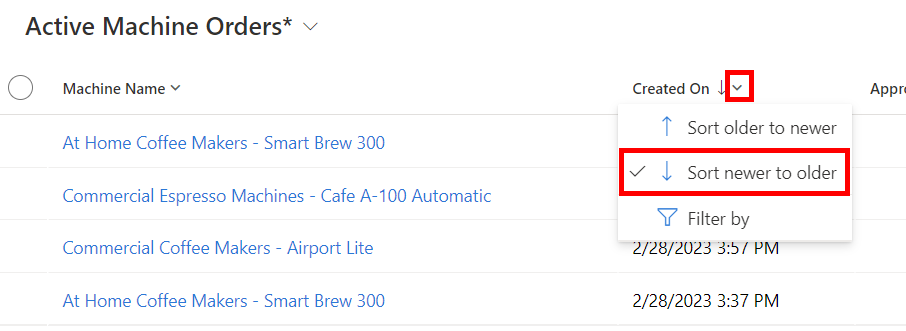 Active Machine Orders*
Machine Name
Created On
Appro
Sort older to newer
At Home Coffee Makers - Smart Brew 300
Sort newer to older
Commercial Espresso Machines - Cafe A-100 Automatic
Filter by
Commercial Coffee Makers - Airport Lite
2/28/2023 3:57 PM
At Home Coffee Makers - Smart Brew 300
2/28/2023 3:37 PM